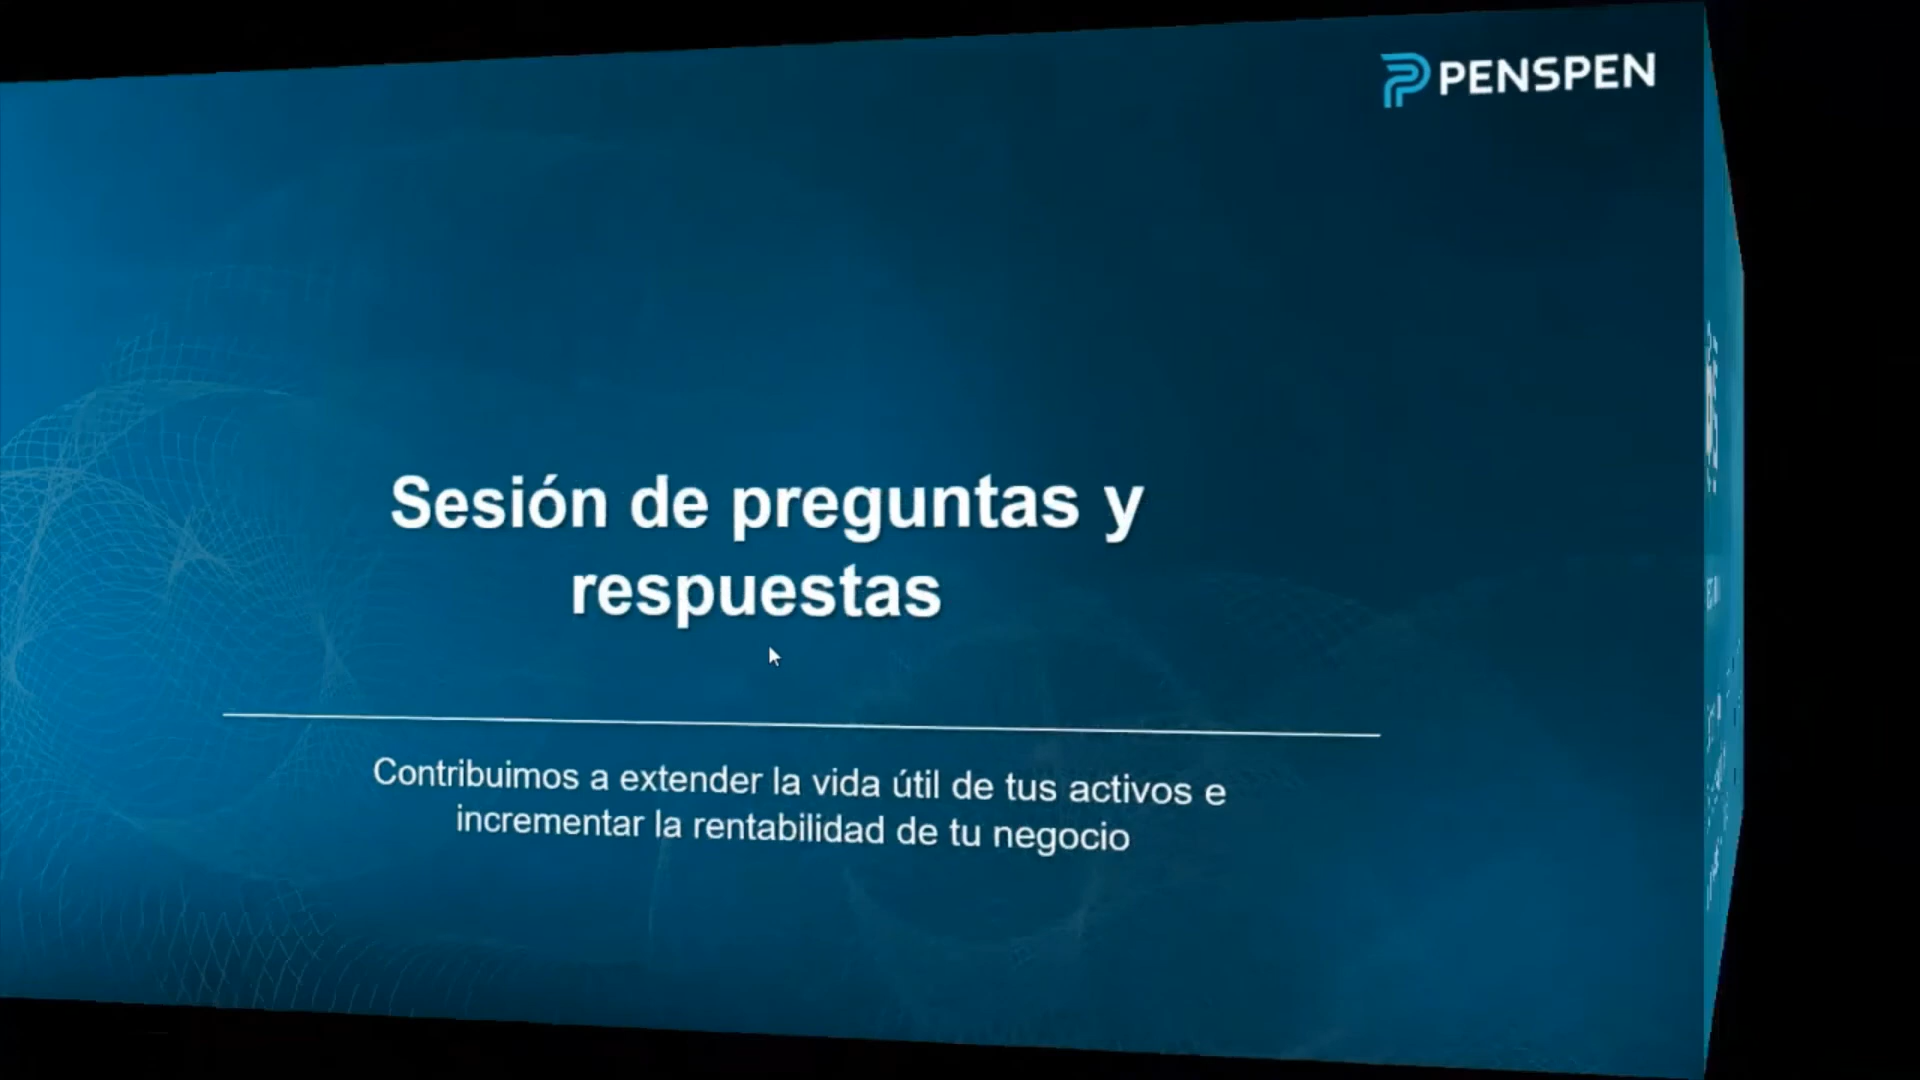 PENSPEN
Sesión de preguntas y
respuestas
Contribuimos a extender la vida útil de tus activos e
incrementar la rentabilidad de tu negocio